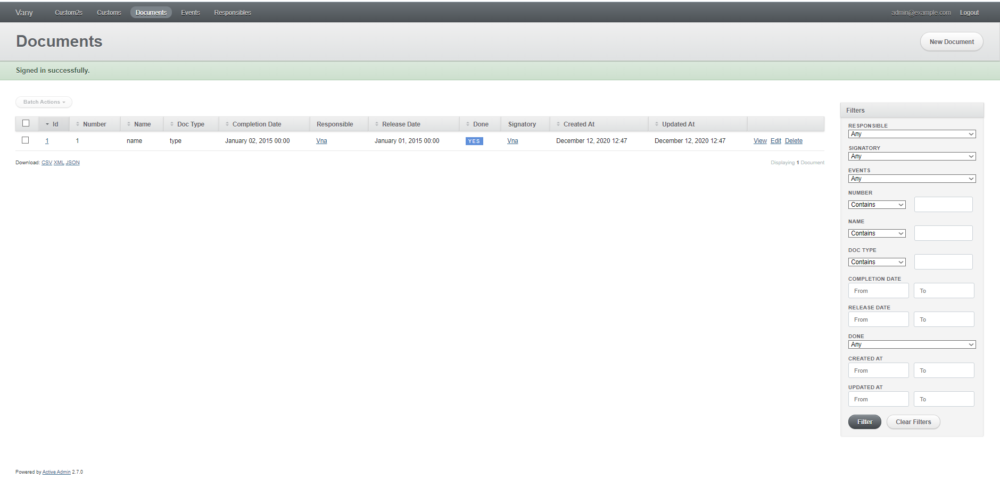 Vany Custom2s Customs Documents Events Responsibles admin@example.com Logout
Documents New Document
Signed in successfully.
Batch Actions
Id Number Name Doc Type Completion Date Responsible Release Date Done Signatory Created At Updated At
1 1 name type January 02, 2015 00:00 Vna January 01, 2015 00:00 YES Vna December 12, 2020 12:47 December 12, 2020 12:47 View Edit Delete
Download: CSV XML JSON Displaying 1 Document
Filters
RESPONSIBLE
Any
SIGNATORY
Any
EVENTS
Any
NUMBER
Contains
NAME
Contains
DOC TYPE
Contains
COMPLETION DATE
From To
RELEASE DATE
From To
DONE
Any
CREATED AT
From To
UPDATED AT
From To
Filter Clear Filters
Powered by Active Admin 2.7.0